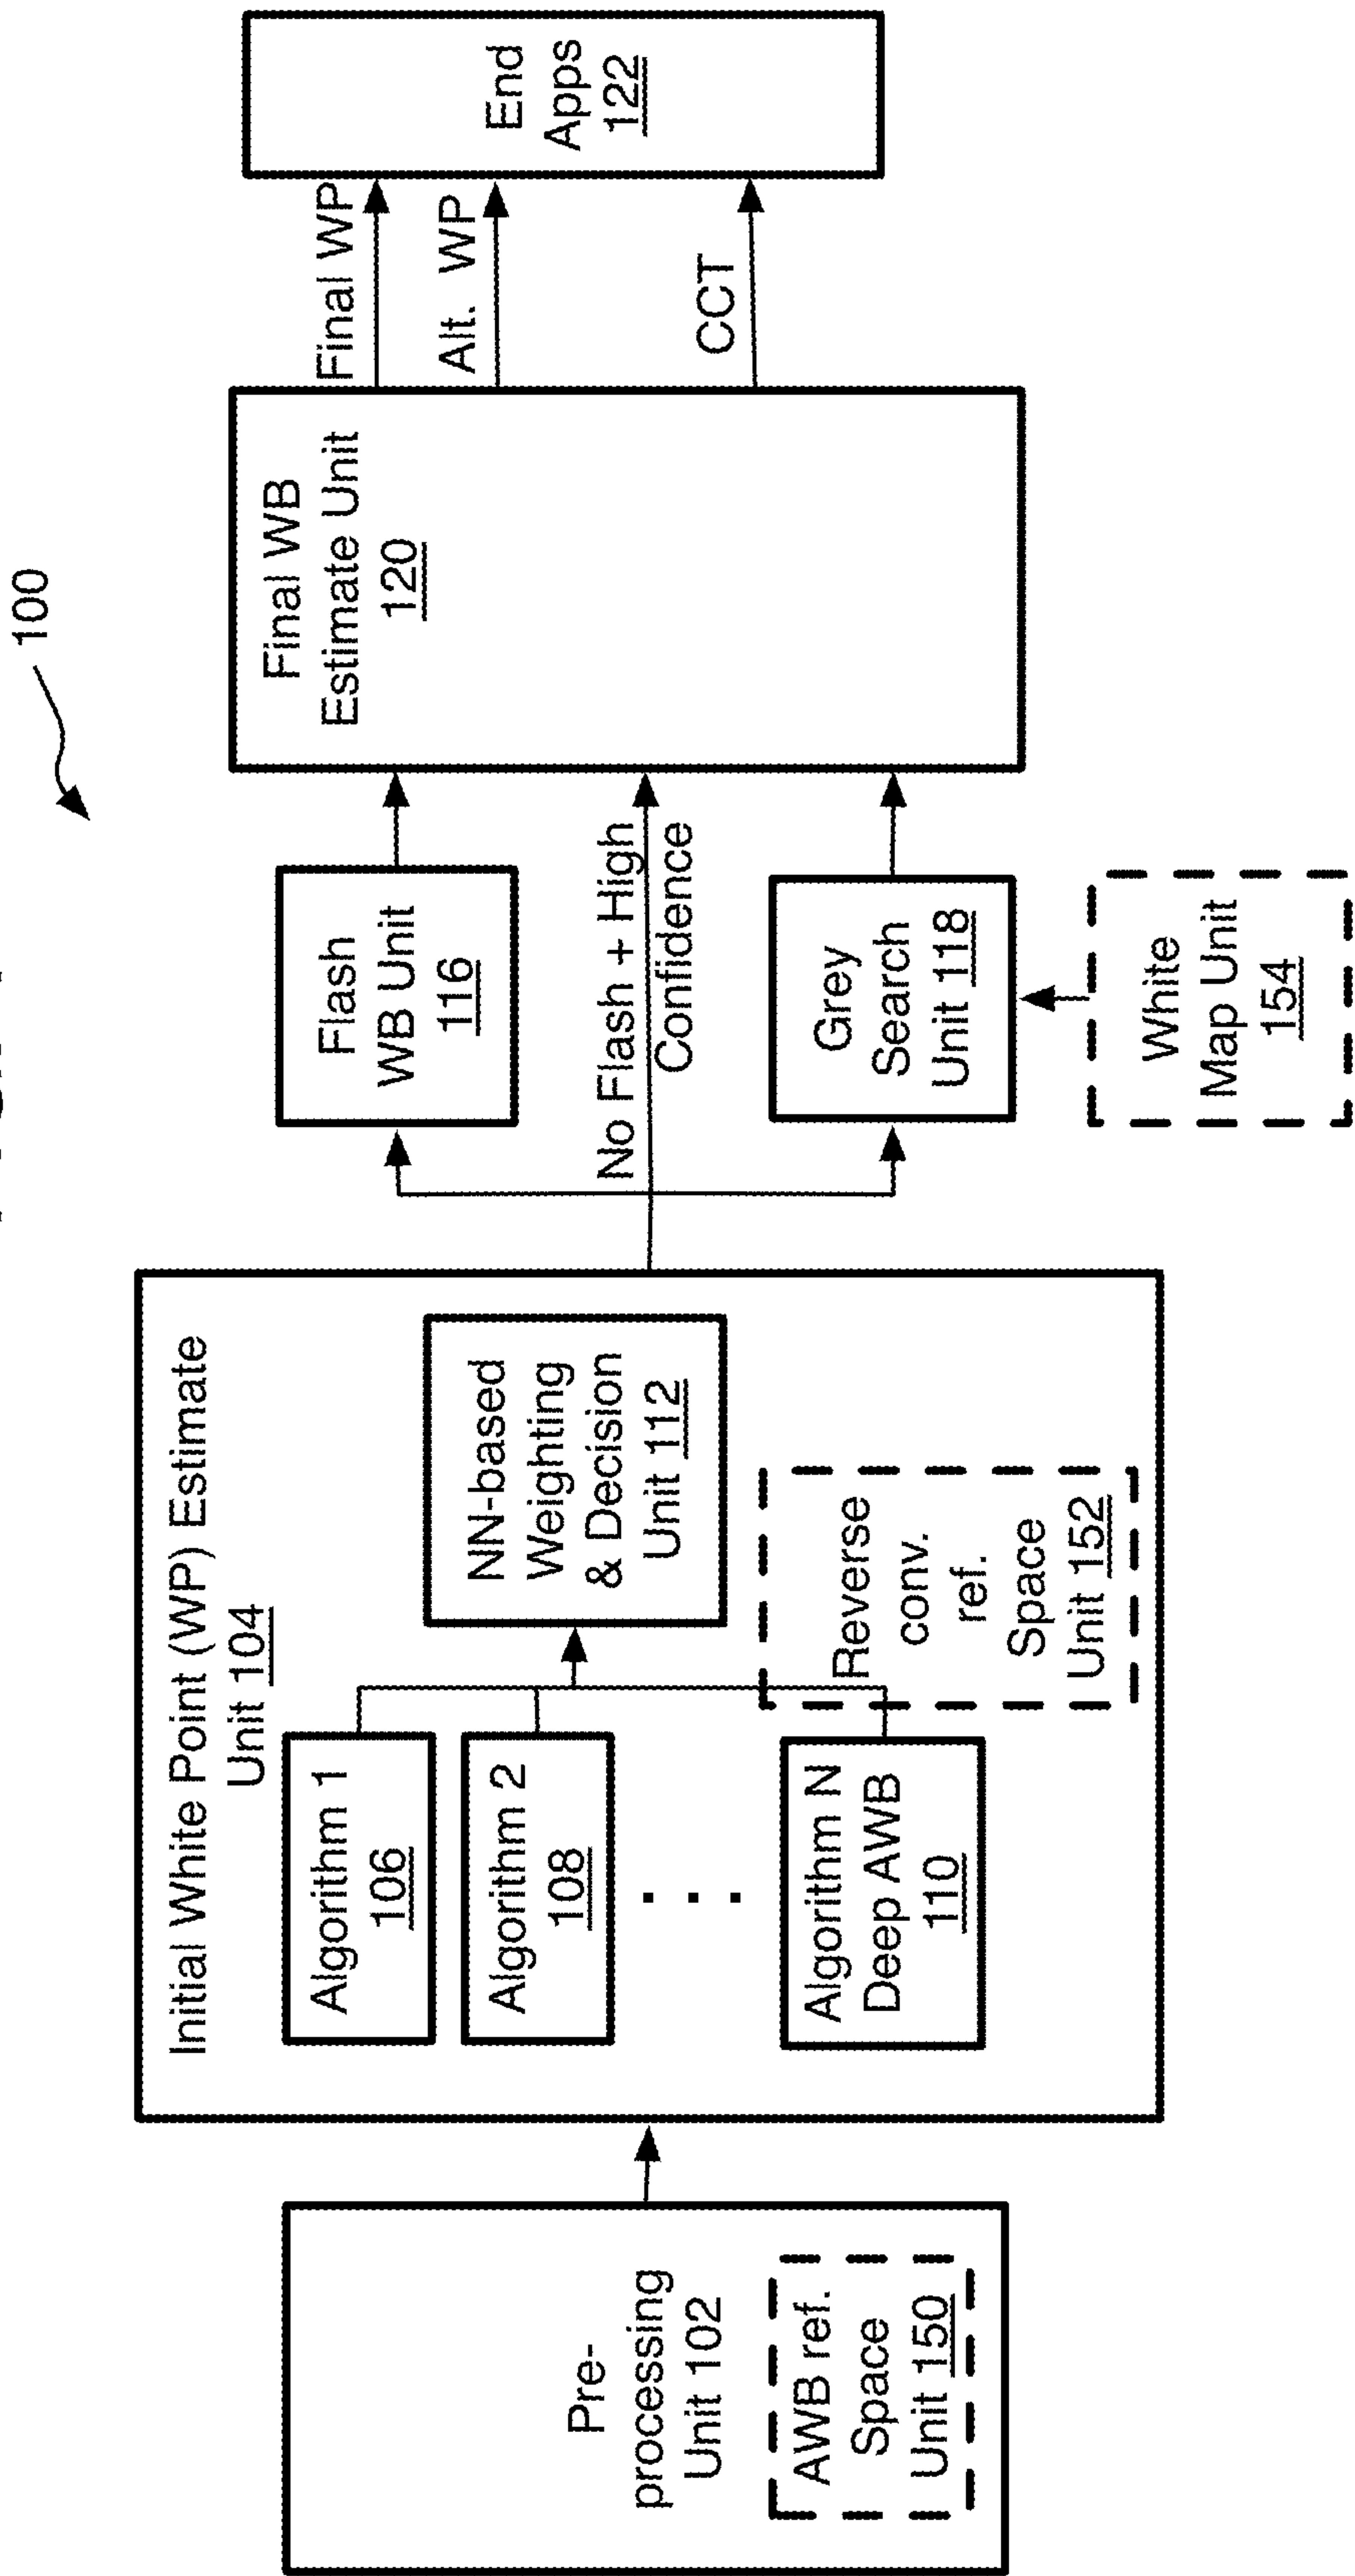 100
Pre-
processing
Unit 102
AWB ref.
Space
Unit 150
Initial White Point (WP) Estimate
Unit 104
Algorithm 1
106
Algorithm 2
108
. . .
Algorithm N
Deep AWB
110
NN-based
Weighting
& Decision
Unit 112
Reverse
conv.
ref.
Space
Unit 152
Flash
WB Unit
116
No Flash + High
Confidence
Grey
Search
Unit 118
White
Map Unit
154
Final WB
Estimate Unit
120
Final WP
Alt. WP
CCT
End
Apps
122